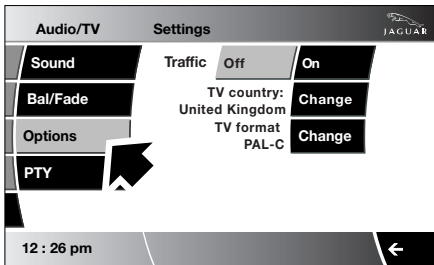 Audio/TV Settings JAGUAR
Sound Traffic Off On
Bal/Fade TV country: United Kingdom Change
Options TV format PAL-C Change
PTY
12 : 26 pm